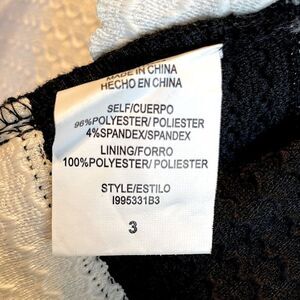 MADE IN CHINA
HECHO EN CHINA
SELF/CUERPO
96%POLYESTER/ POLIESTER
4%SPANDEX/SPANDEX
LINING/FORRO
100%POLYESTER/ POLIESTER
STYLE/ESTILO
I995331B3
3